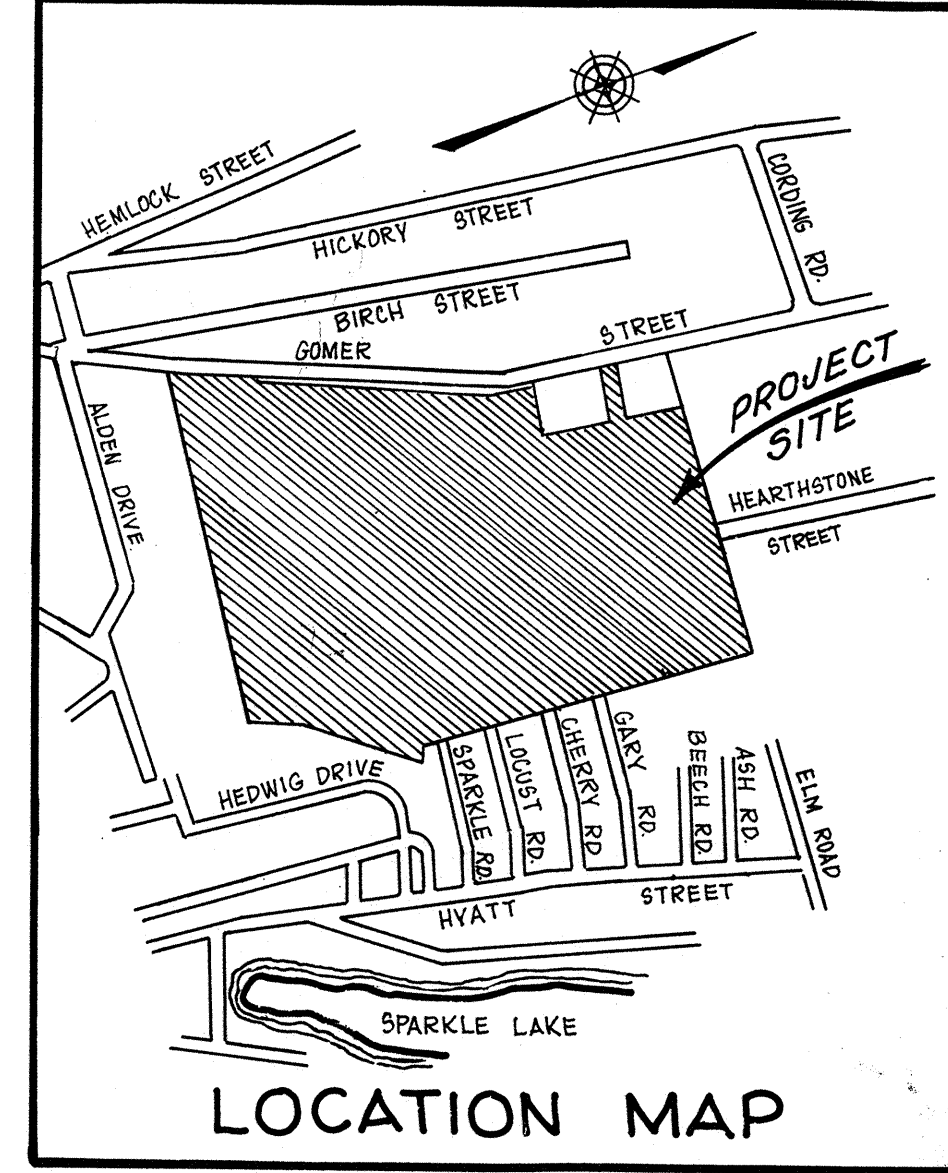 HEMLOCK STREET
HICKORY STREET
CORDING RD.
BIRCH STREET
GOMER STREET
ALDEN DRIVE
PROJECT
SITE
HEARTHSTONE
STREET
HEDWIG DRIVE
SPARKLE RD.
LOCUST RD.
CHERRY RD
GARY RD.
BEECH RD.
ASH RD.
ELM ROAD
HYATT STREET
SPARKLE LAKE
LOCATION MAP